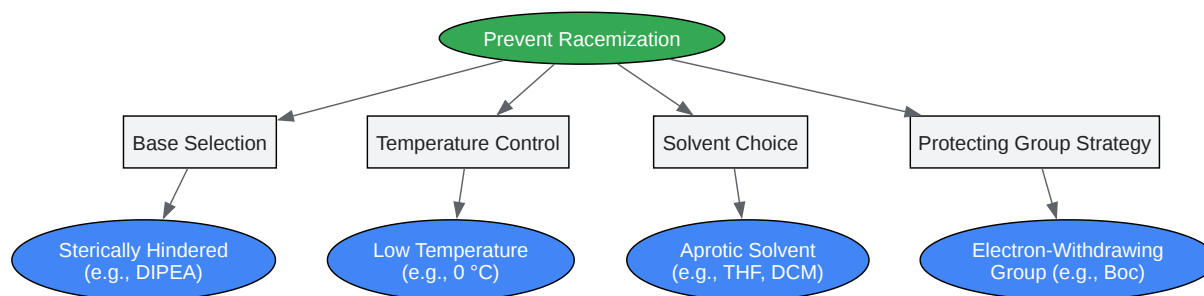 Prevent Racemization
Base Selection
Temperature Control
Solvent Choice
Protecting Group Strategy
Sterically Hindered
(e.g., DIPEA)
Low Temperature
(e.g., 0 °C)
Aprotic Solvent
(e.g., THF, DCM)
Electron-Withdrawing
Group (e.g., Boc)